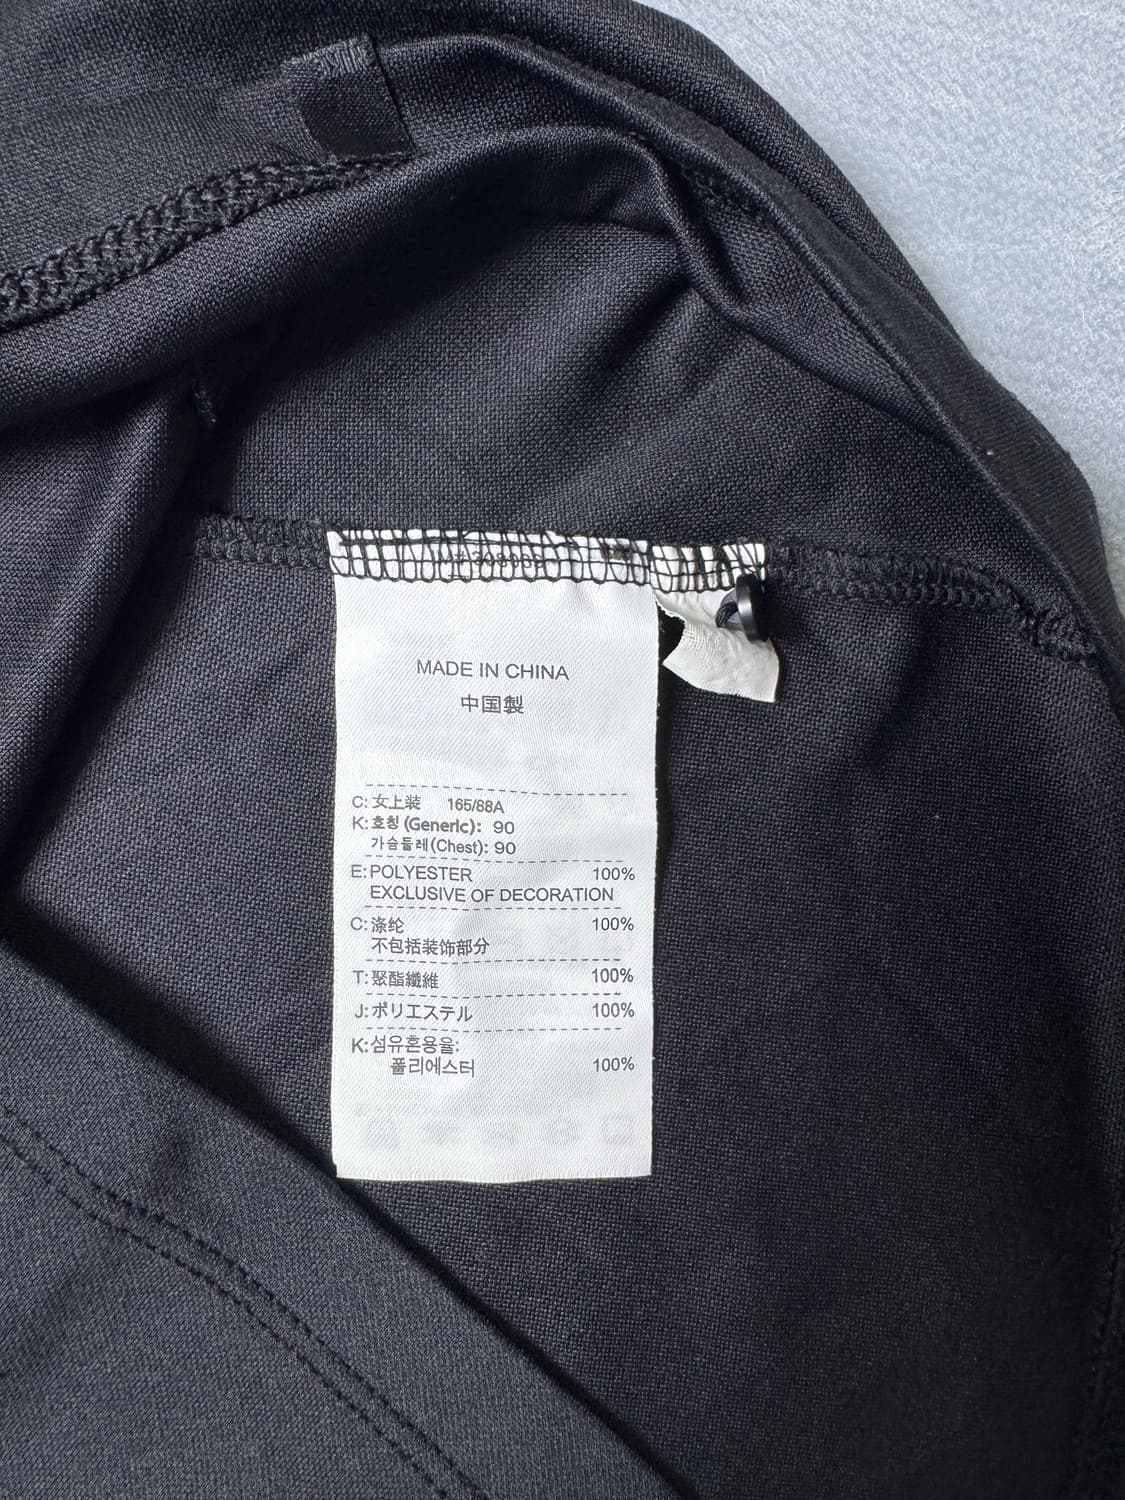 MADE IN CHINA
中国製
C: 女上装 165/88A
K: 호칭 (Generic): 90
가슴둘레(Chest): 90
E: POLYESTER 100%
EXCLUSIVE OF DECORATION
C: 涤纶 100%
不包括装饰部分
T: 聚酯纖維 100%
J: ポリエステル 100%
K: 섬유혼용율:
폴리에스터 100%